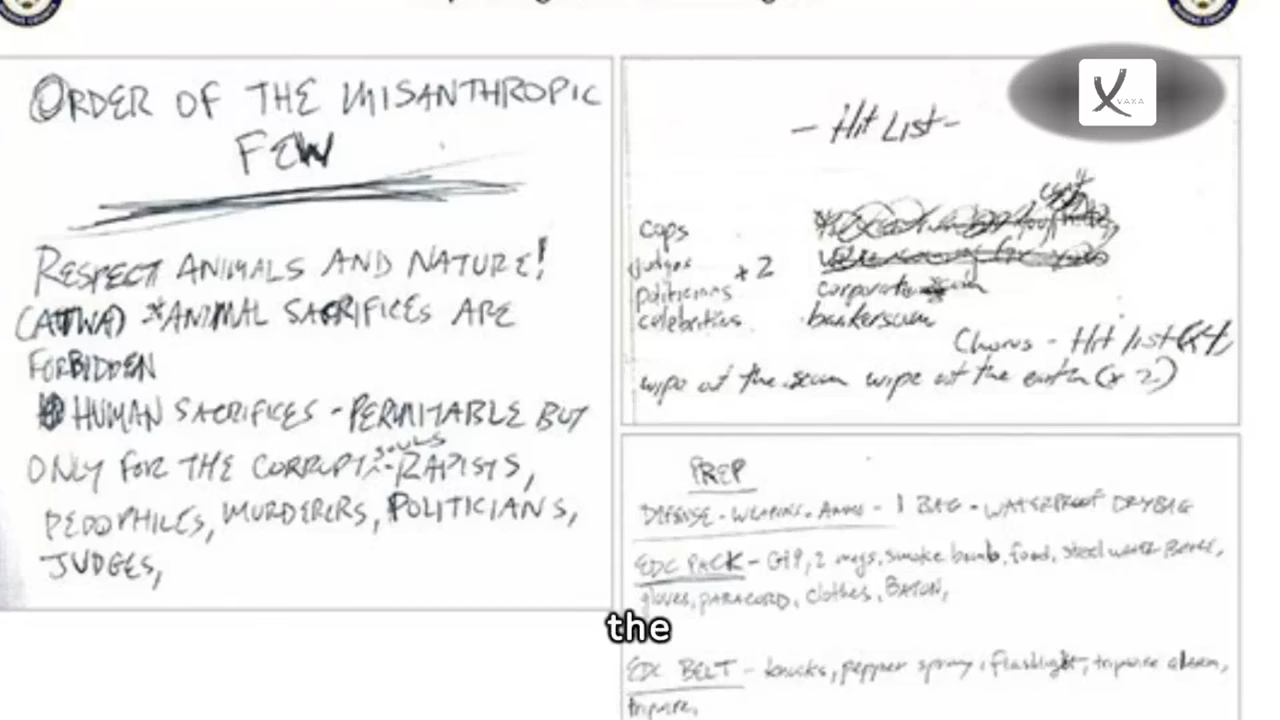 ORDER OF THE MISANTHROPIC
FEW
RESPECT ANIMALS AND NATURE!
(ATWA) *ANIMAL SACRIFICES ARE
FORBIDDEN
HUMAN SACRIFICES - PERMITABLE BUT
ONLY FOR THE CORRUPT SOULS - RAPISTS,
PEDOPHILES, MURDERERS, POLITICIANS,
JUDGES,
- Hit List -
cops
judges
politicians
celebrities
* 2
corporate
bankerscum
Chorus - Hit list
wipe out the scum wipe out the earth (x 2)
PREP
DEFENSE - WEAPONS - AMMO - 1 BAG - WATERPROOF DRYBAG
EDC PACK - G19, 2 mags, smoke bomb, food, steel water Bottle,
gloves, PARACORD, clothes, BATON,
EDC BELT - knucks, pepper spray, flashlight, tripwire alarm,
tripwire,
the
VAXA